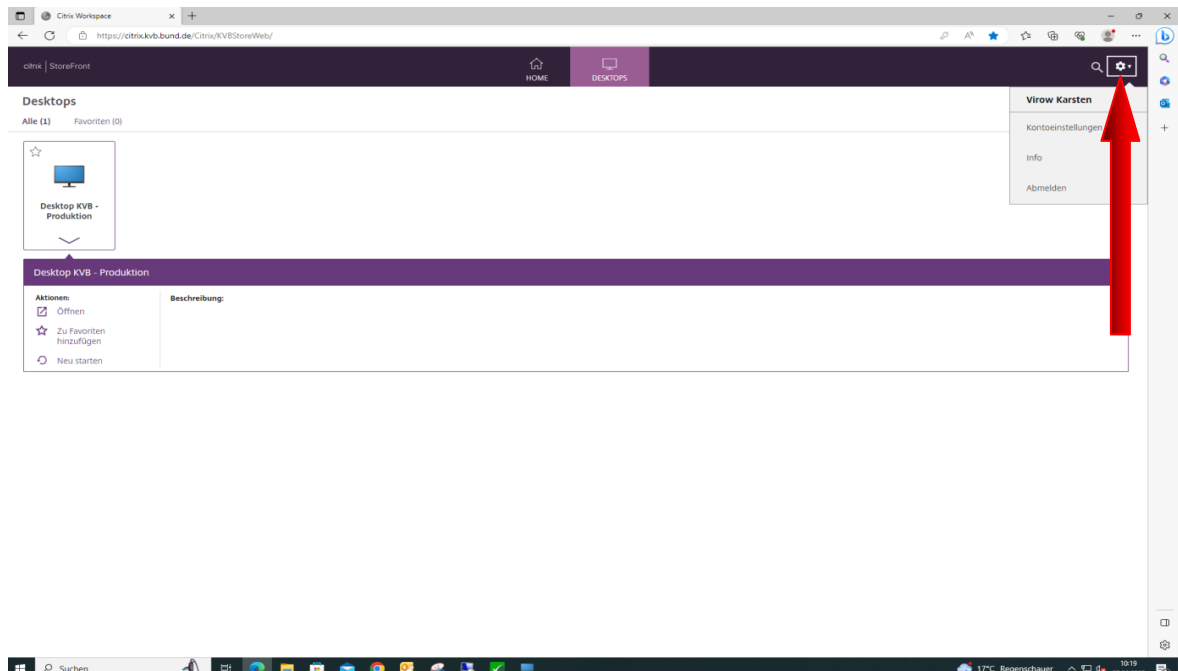 Citrix Workspace
https://citrix.kvb.bund.de/Citrix/KVBStoreWeb/
citrix | StoreFront
HOME
DESKTOPS
Desktops
Virow Karsten
Alle (1) Favoriten (0)
Kontoeinstellungen
Info
Abmelden
Desktop KVB -
Produktion
Desktop KVB - Produktion
Aktionen:
Beschreibung:
Öffnen
Zu Favoriten
hinzufügen
Neu starten
Suchen
17°C Regenschauer
10:19